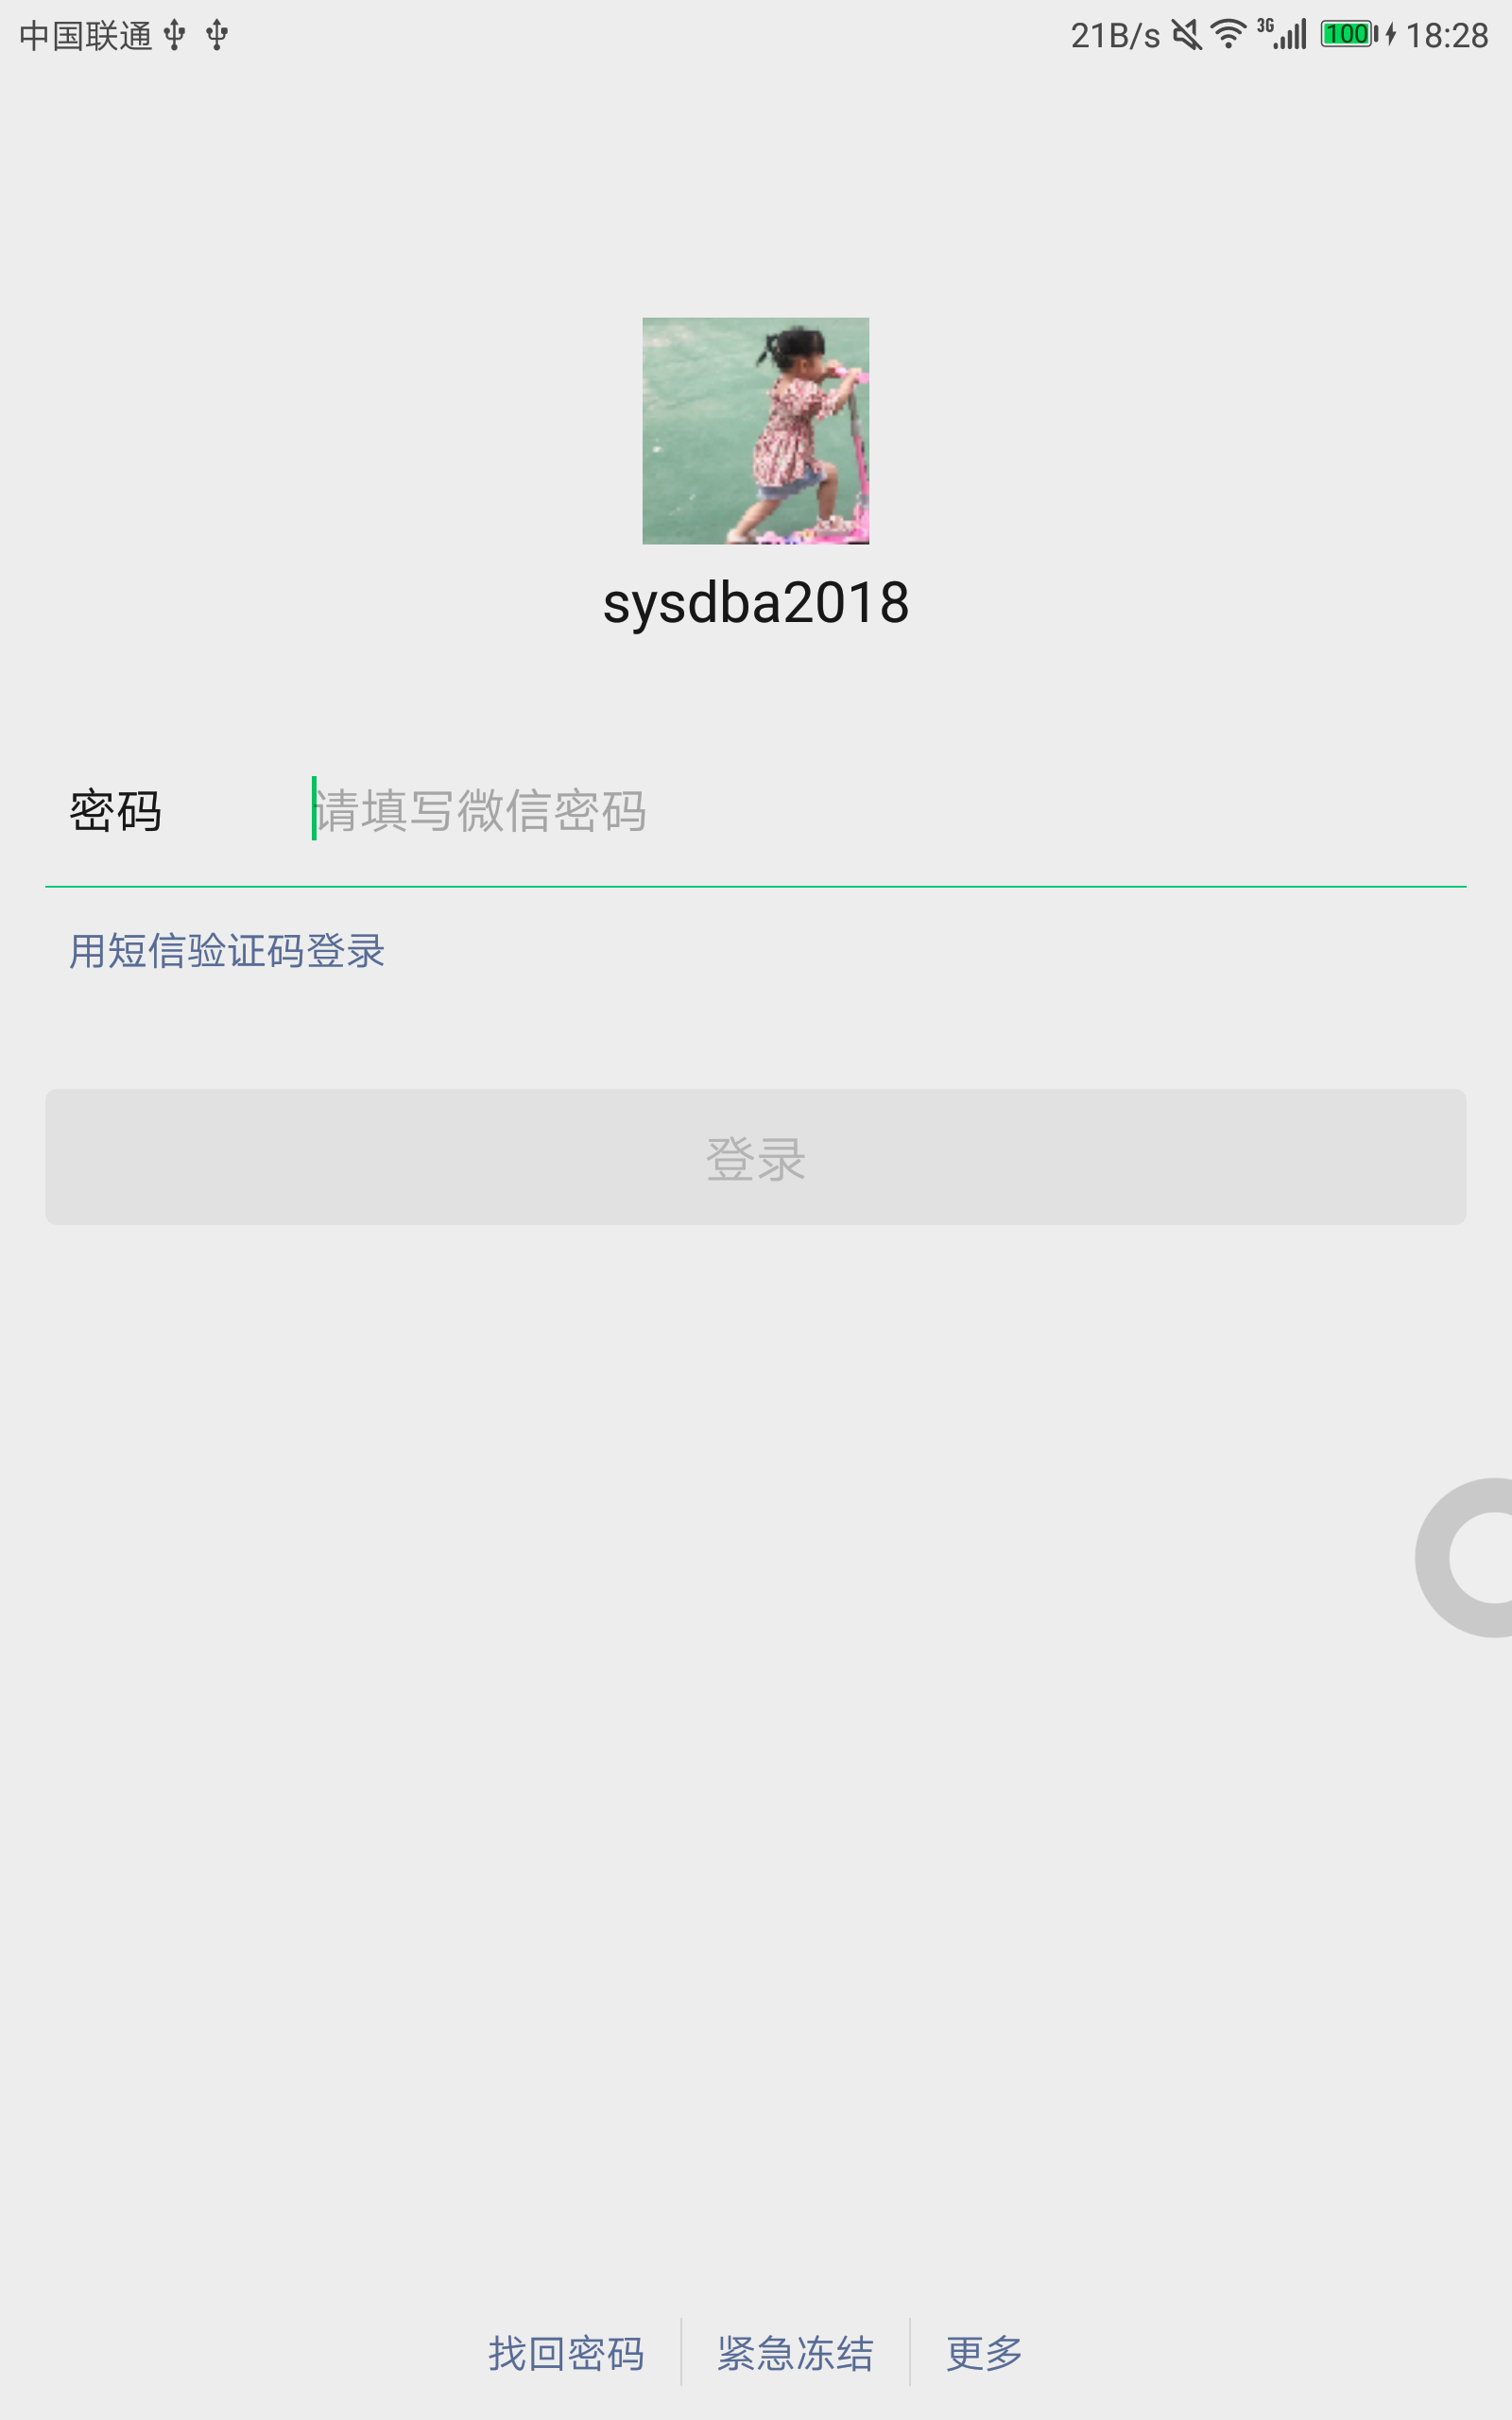 中国联通 21B/s 3G 100 18:28
sysdba2018
密码 请填写微信密码
用短信验证码登录
登录
找回密码 紧急冻结 更多